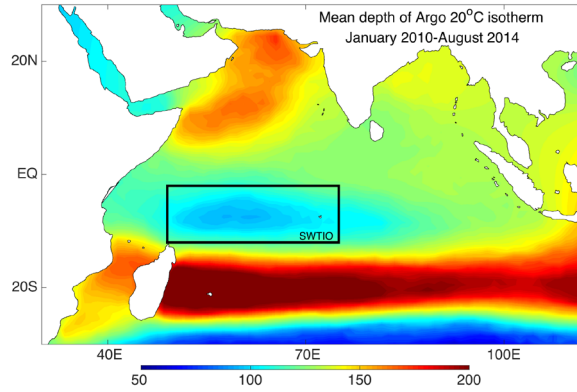 Mean depth of Argo 20°C isotherm
January 2010-August 2014
20N
EQ
SWTIO
20S
40E 70E 100E
50 100 150 200